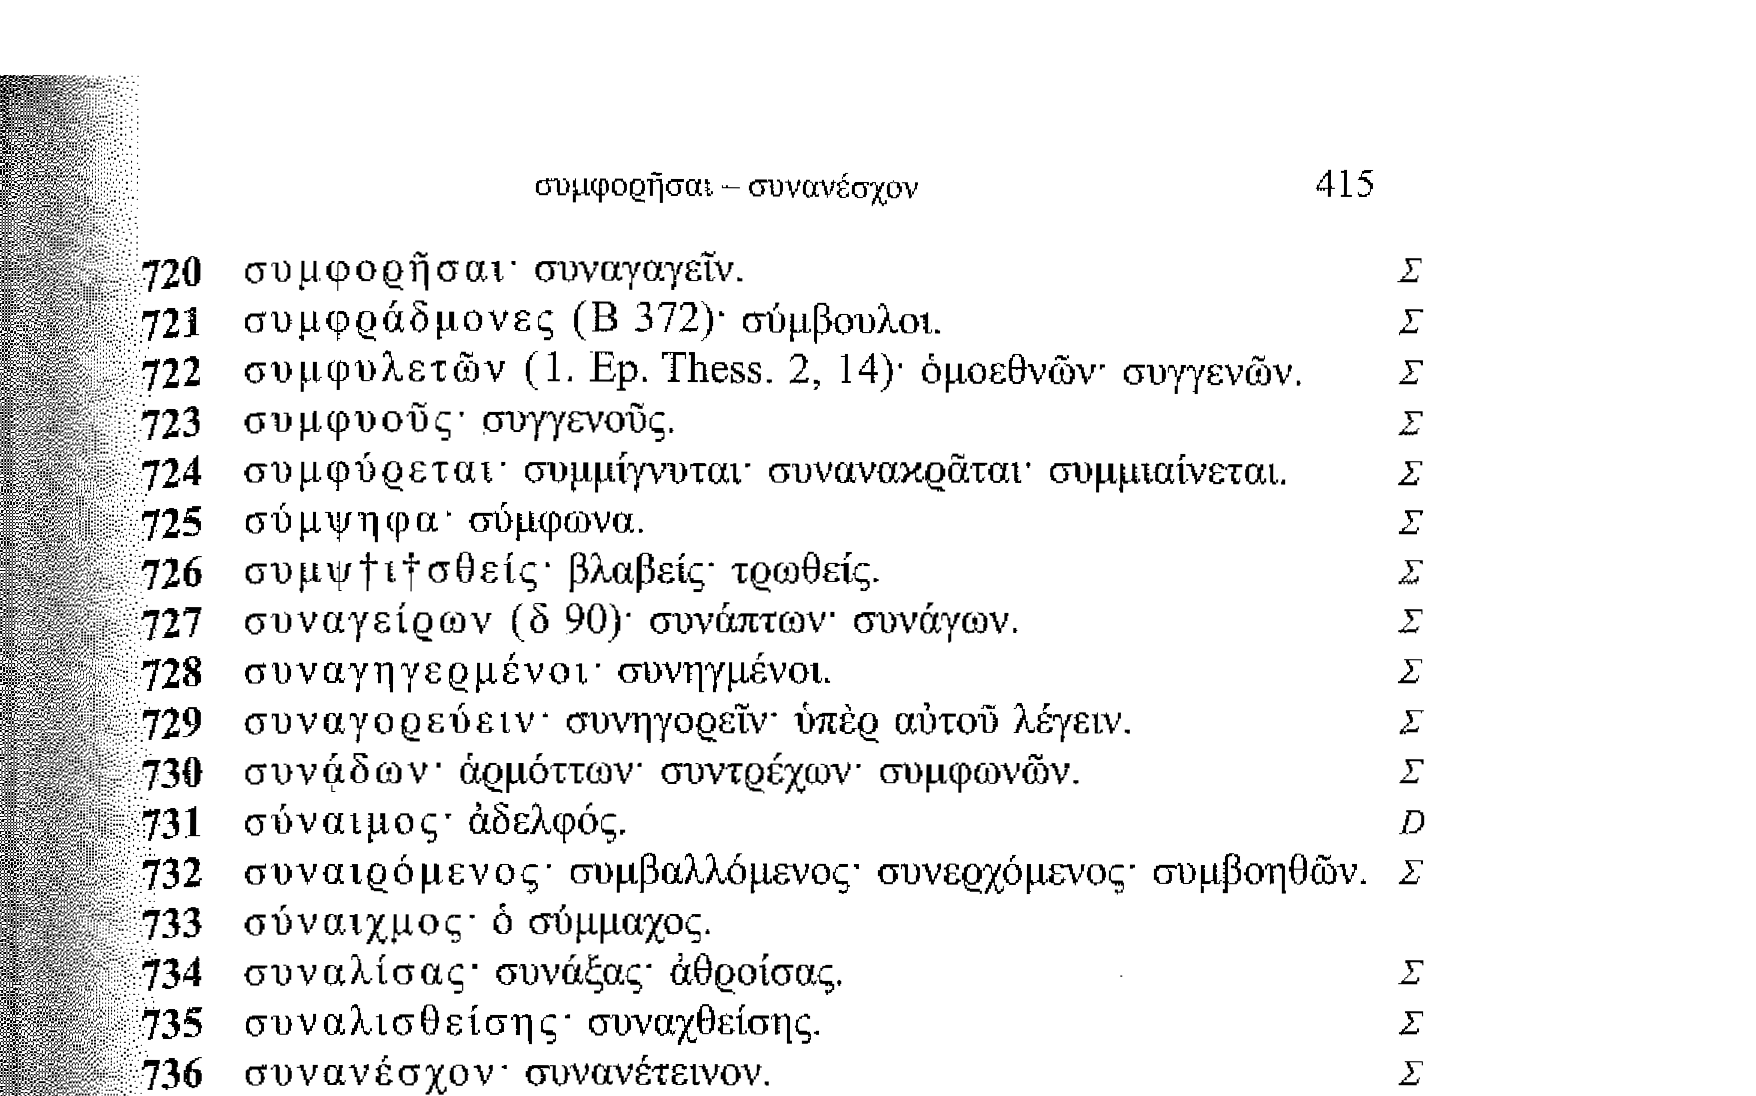 συμφορῆσαι – συνανέσχον 415
720 συμφορῆσαι· συναγαγεῖν. Σ
721 συμφράδμονες (Β 372)· σύμβουλοι. Σ
722 συμφυλετῶν (1. Ep. Thess. 2, 14)· ὁμοεθνῶν· συγγενῶν. Σ
723 συμφυοῦς· συγγενοῦς. Σ
724 συμφύρεται· συμμίγνυται· συνανακρᾶται· συμμιαίνεται. Σ
725 σύμψηφα· σύμφωνα. Σ
726 συμψ†ι†σθείς· βλαβείς· τρωθείς. Σ
727 συναγείρων (δ 90)· συνάπτων· συνάγων. Σ
728 συναγηγερμένοι· συνηγμένοι. Σ
729 συναγορεύειν· συνηγορεῖν· ὑπὲρ αὐτοῦ λέγειν. Σ
730 συνᾴδων· ἁρμόττων· συντρέχων· συμφωνῶν. Σ
731 σύναιμος· ἀδελφός. D
732 συναιρόμενος· συμβαλλόμενος· συνερχόμενος· συμβοηθῶν. Σ
733 σύναιχμος· ὁ σύμμαχος.
734 συναλίσας· συνάξας· ἀθροίσας. Σ
735 συναλισθείσης· συναχθείσης. Σ
736 συνανέσχον· συνανέτεινον. Σ